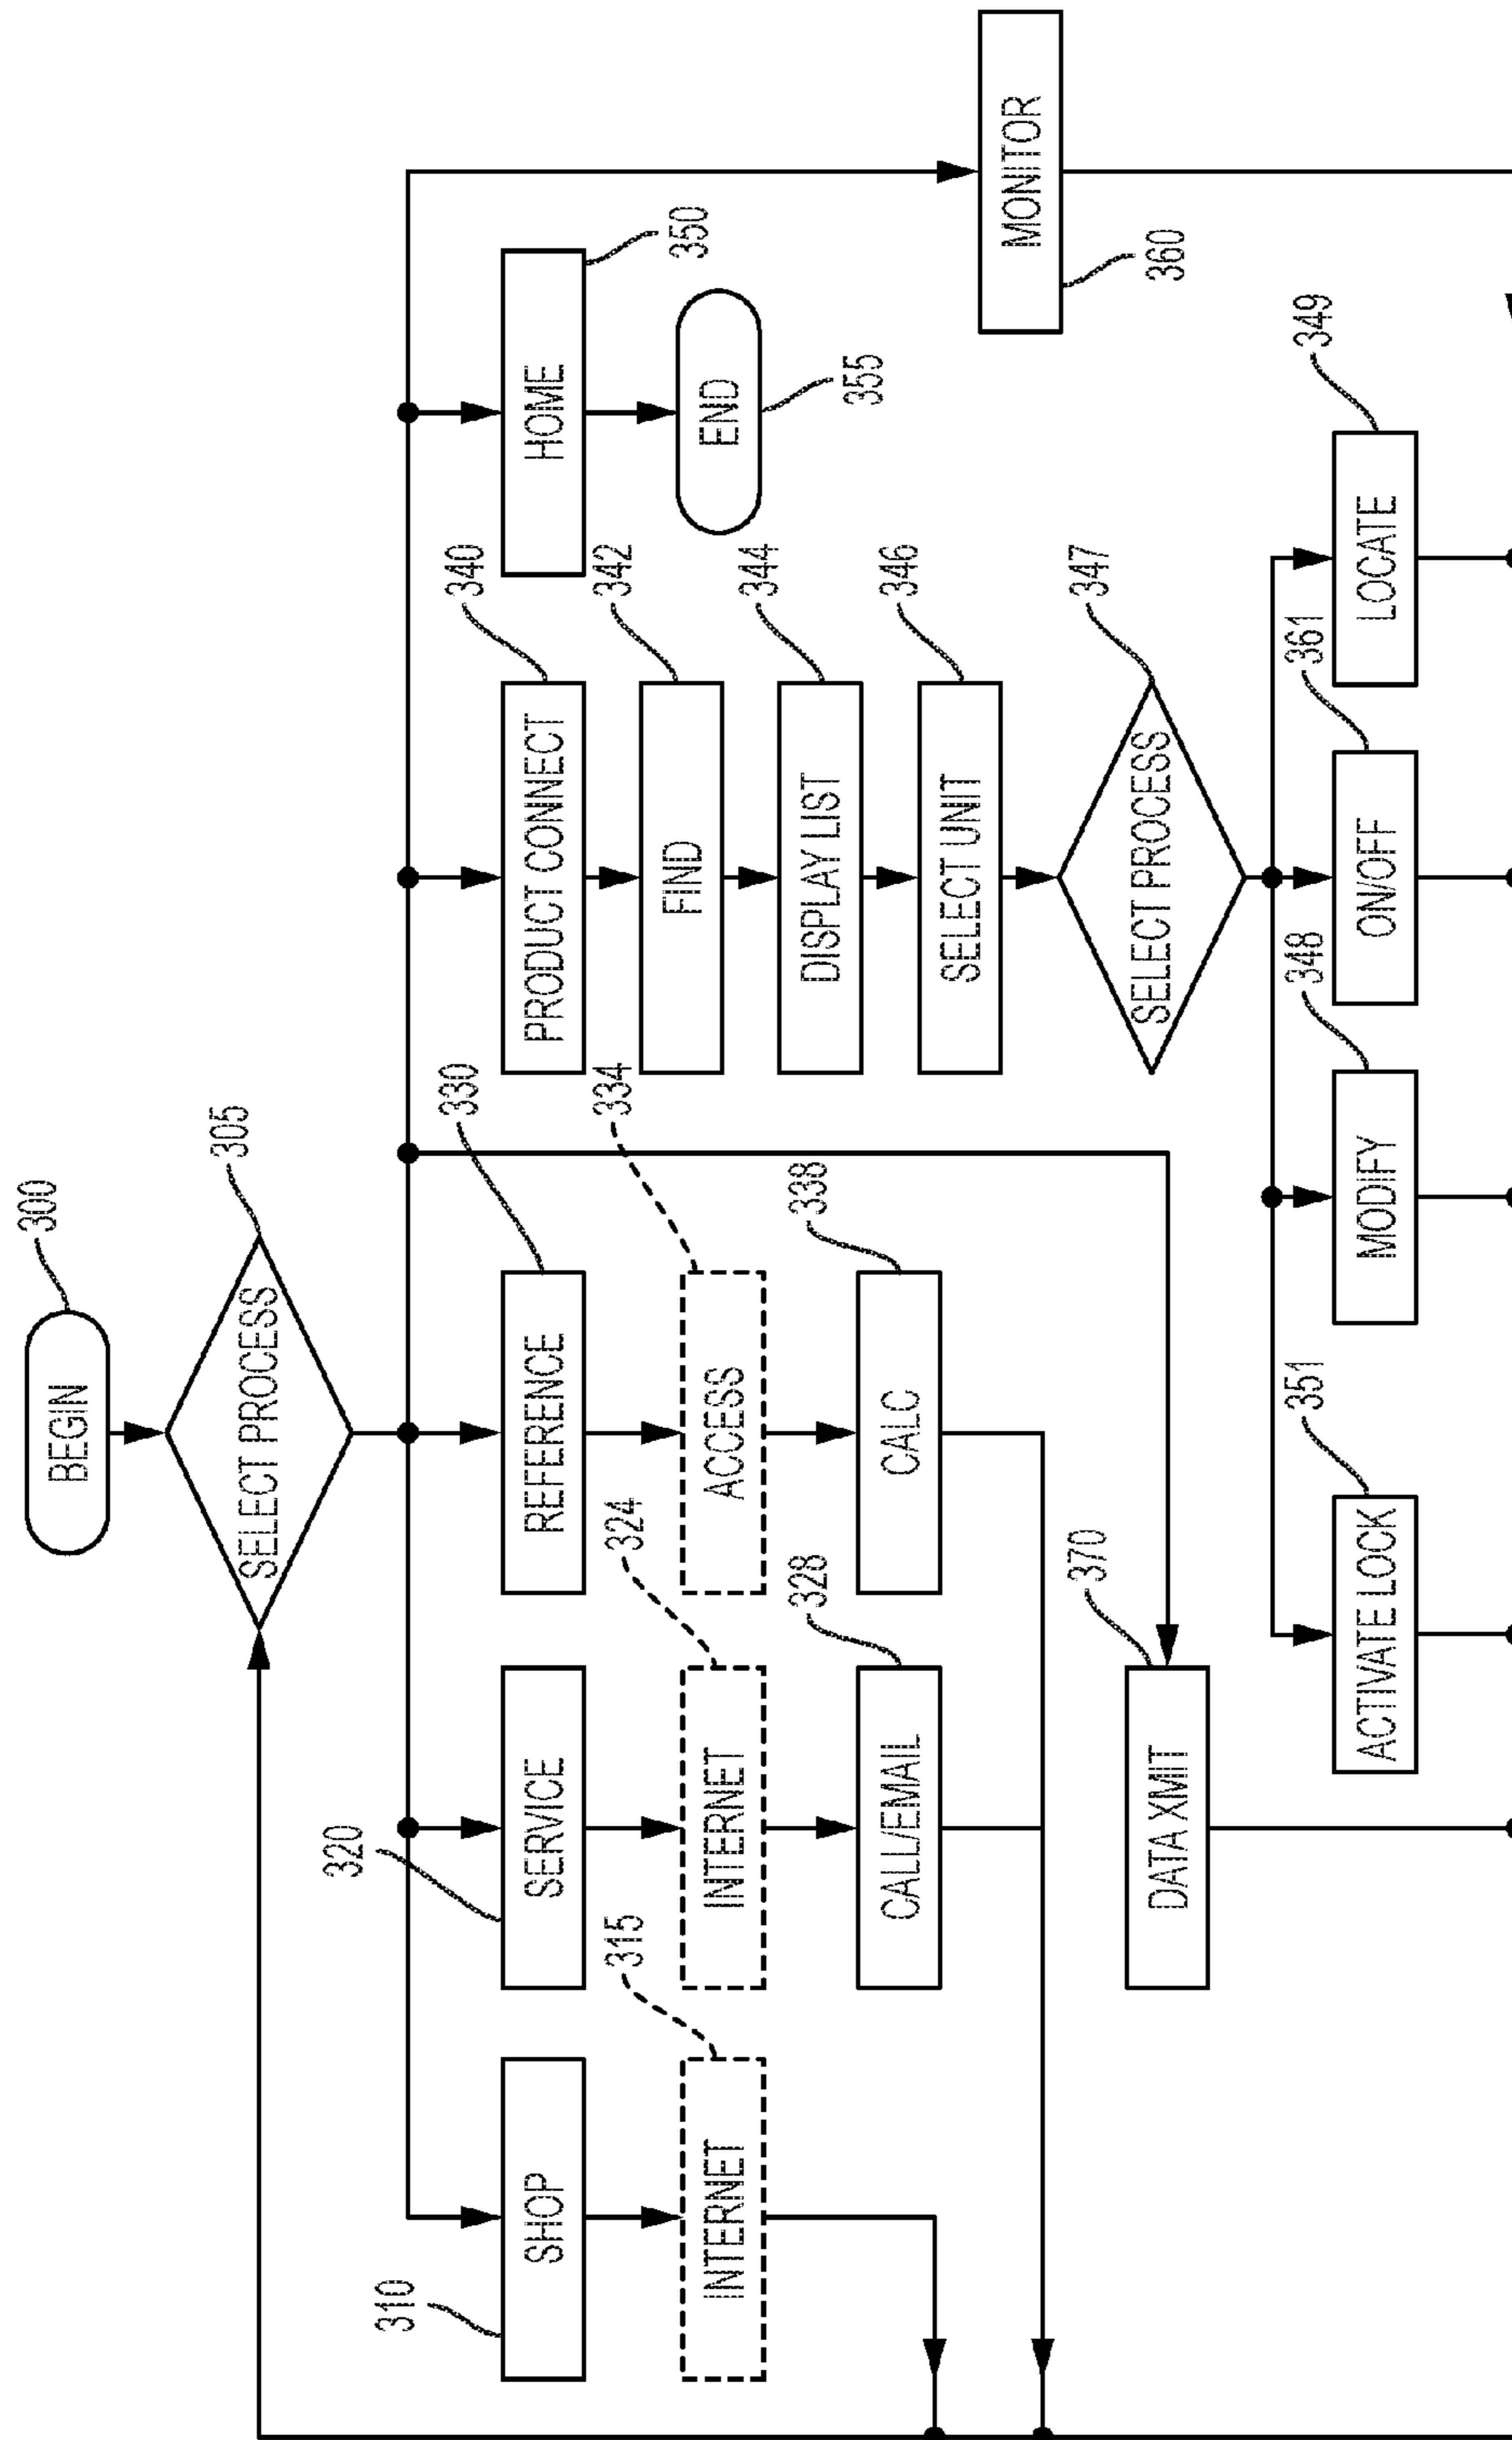 BEGIN
300
SELECT PROCESS
305
310
SHOP
INTERNET
315
320
SERVICE
INTERNET
324
CALL/EMAIL
328
REFERENCE
330
ACCESS
334
CALC
338
DATA XMIT
370
PRODUCT CONNECT
340
FIND
342
DISPLAY LIST
344
SELECT UNIT
346
SELECT PROCESS
347
ACTIVATE LOCK
351
MODIFY
348
ON/OFF
361
LOCATE
349
HOME
350
END
355
MONITOR
360